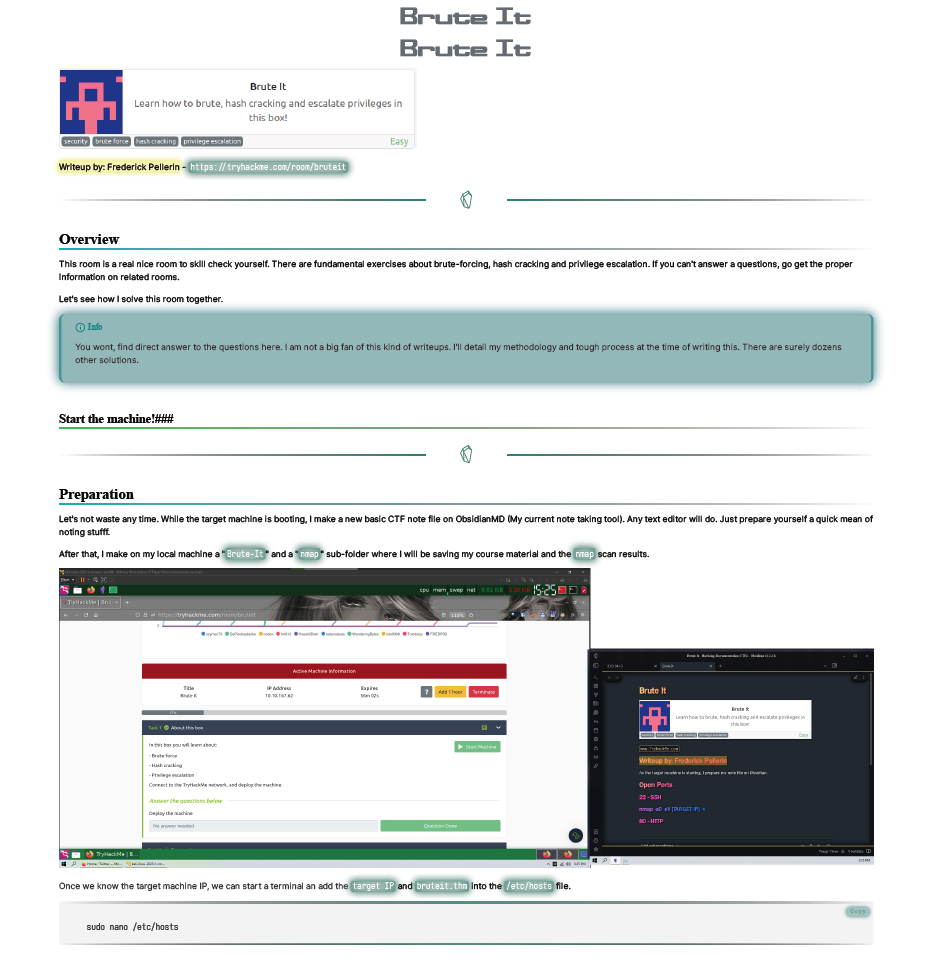 Brute It
Brute It
Brute It
Learn how to brute, hash cracking and escalate privileges in
this box!
security brute force hash cracking privilege escalation Easy
Writeup by: Frederick Pellerin - https://tryhackme.com/room/bruteit
Overview
This room is a real nice room to skill check yourself. There are fundamental exercises about brute-forcing, hash cracking and privilege escalation. If you can't answer a questions, go get the proper
information on related rooms.
Let's see how I solve this room together.
Info
You wont, find direct answer to the questions here. I am not a big fan of this kind of writeups. I'll detail my methodology and tough process at the time of writing this. There are surely dozens
other solutions.
Start the machine!###
Preparation
Let's not waste any time. While the target machine is booting, I make a new basic CTF note file on ObsidianMD (My current note taking tool). Any text editor will do. Just prepare yourself a quick mean of
noting stufff.
After that, I make on my local machine a "Brute-It" and a "nmap" sub-folder where I will be saving my course material and the nmap scan results.
cpu mem swap net 15:25
TryHackMe | Brut
https://tryhackme.com/room/bruteit
Active Machine Information
Title IP Address Expires
Brute It 10.10.167.62 56m 02s
? Add 1 hour Terminate
Task 1 About this box
In this box you will learn about:
Start Machine
- Brute-force
- Hash cracking
- Privilege escalation
Connect to the TryHackMe network, and deploy the machine.
Answer the questions below
Deploy the machine
No answer needed Question Done
TryHackMe | B...
Brute It
Brute It
Learn how to brute, hash cracking and escalate privileges in
this box!
Easy
Writeup by: Frederick Pellerin
As the target machine is starting, I prepare my note file on Obsidian.
Open Ports
22 - SSH
80 - HTTP
Once we know the target machine IP, we can start a terminal an add the target IP and bruteit.thm into the /etc/hosts file.
Copy
sudo nano /etc/hosts